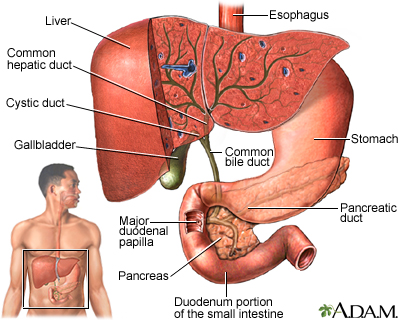 Esophagus
Liver
Common
hepatic duct
Cystic duct
Gallbladder
Stomach
Common
bile duct
Major
duodenal
papilla
Pancreatic
duct
Pancreas
Duodenum portion
of the small intestine
A.D.A.M.